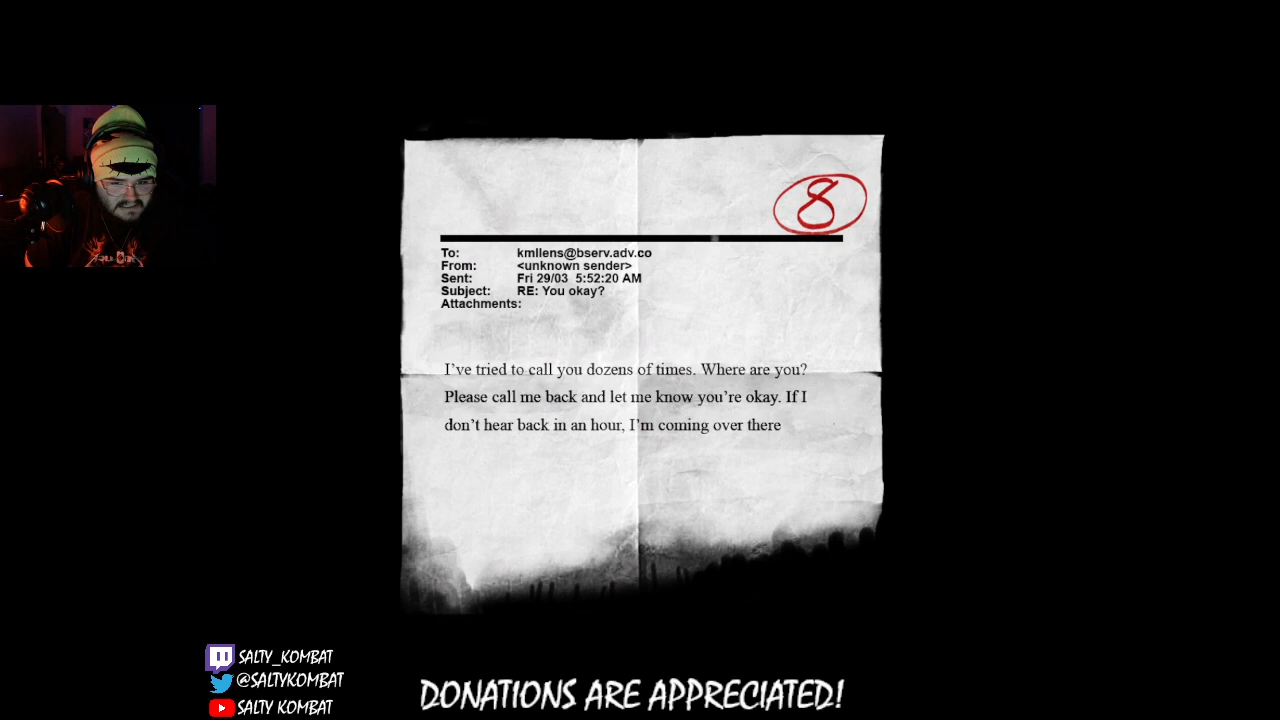 8
To: kmllens@bserv.adv.co
From: <unknown sender>
Sent: Fri 29/03 5:52:20 AM
Subject: RE: You okay?
Attachments:
I've tried to call you dozens of times. Where are you?
Please call me back and let me know you're okay. If I
don't hear back in an hour, I'm coming over there
SALTY_KOMBAT
@SALTYKOMBAT
SALTY KOMBAT
DONATIONS ARE APPRECIATED!